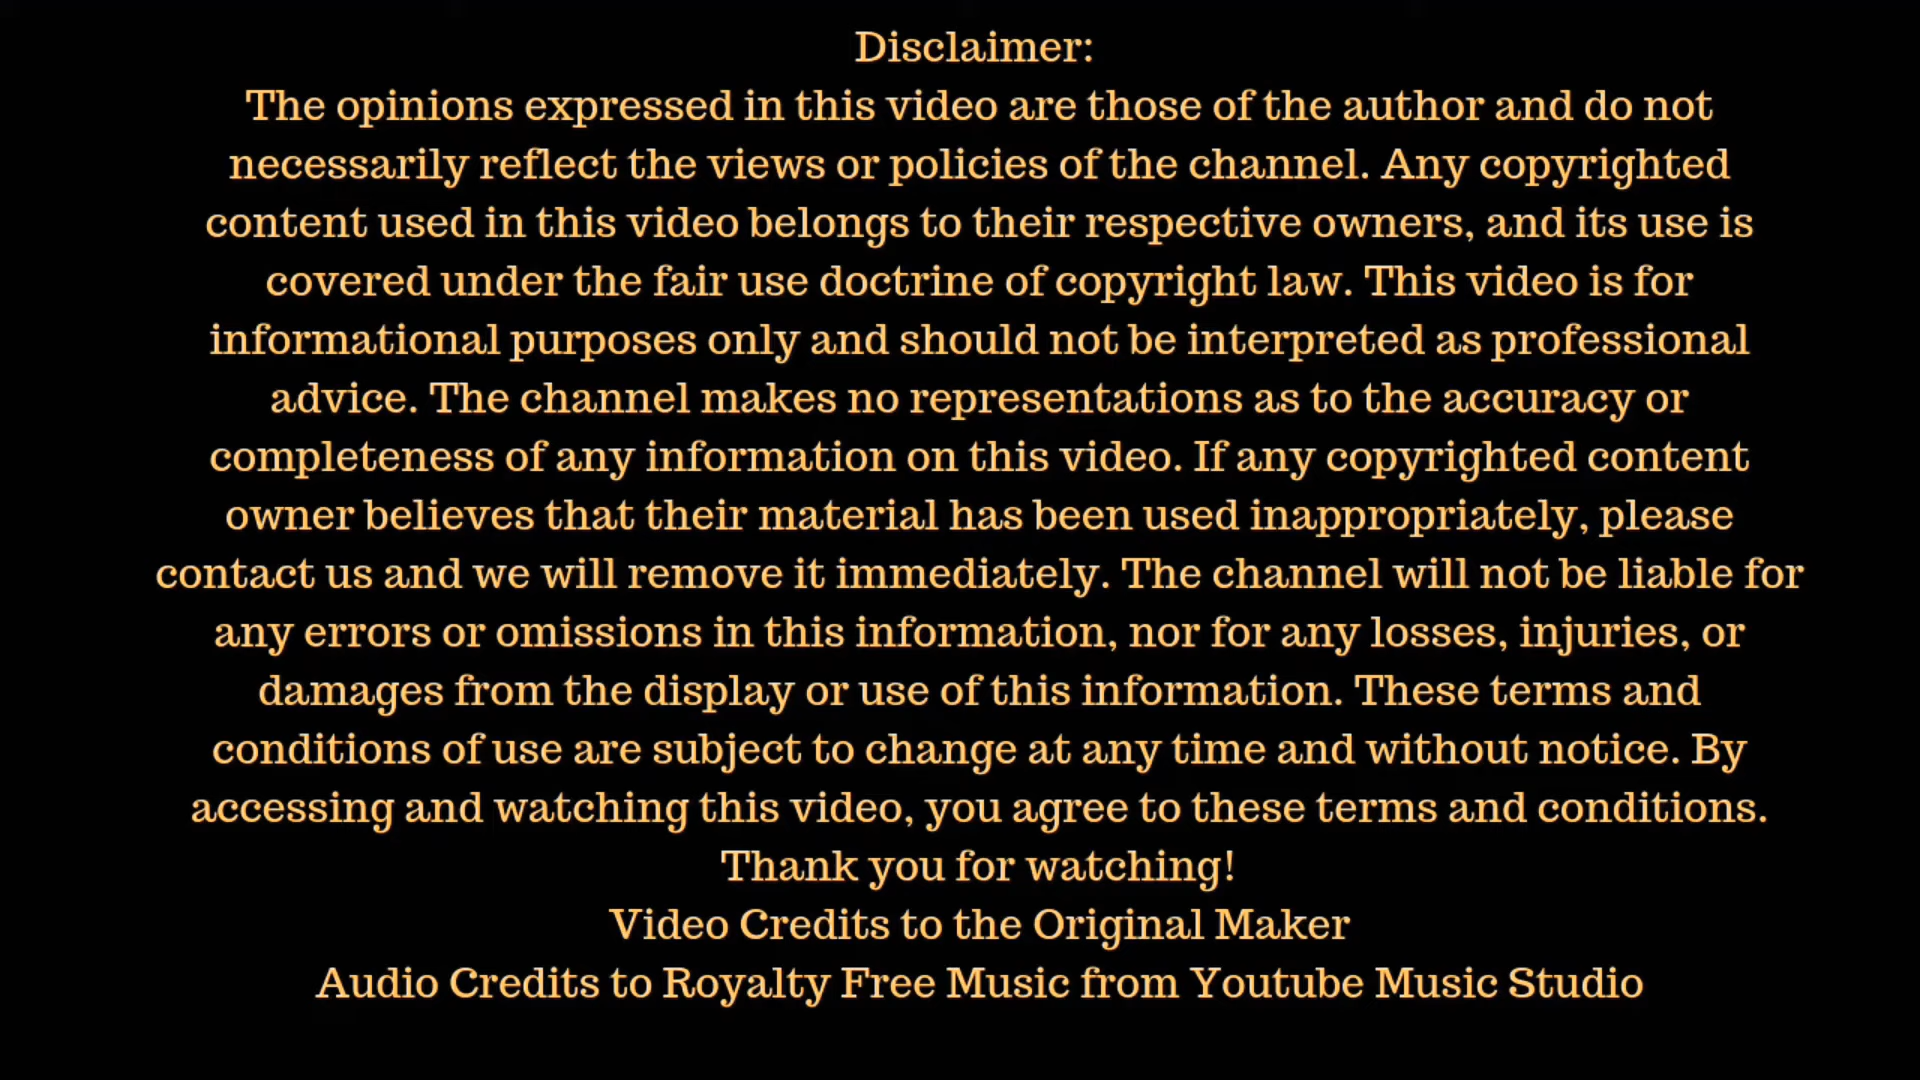 Disclaimer:
The opinions expressed in this video are those of the author and do not
necessarily reflect the views or policies of the channel. Any copyrighted
content used in this video belongs to their respective owners, and its use is
covered under the fair use doctrine of copyright law. This video is for
informational purposes only and should not be interpreted as professional
advice. The channel makes no representations as to the accuracy or
completeness of any information on this video. If any copyrighted content
owner believes that their material has been used inappropriately, please
contact us and we will remove it immediately. The channel will not be liable for
any errors or omissions in this information, nor for any losses, injuries, or
damages from the display or use of this information. These terms and
conditions of use are subject to change at any time and without notice. By
accessing and watching this video, you agree to these terms and conditions.
Thank you for watching!
Video Credits to the Original Maker
Audio Credits to Royalty Free Music from Youtube Music Studio